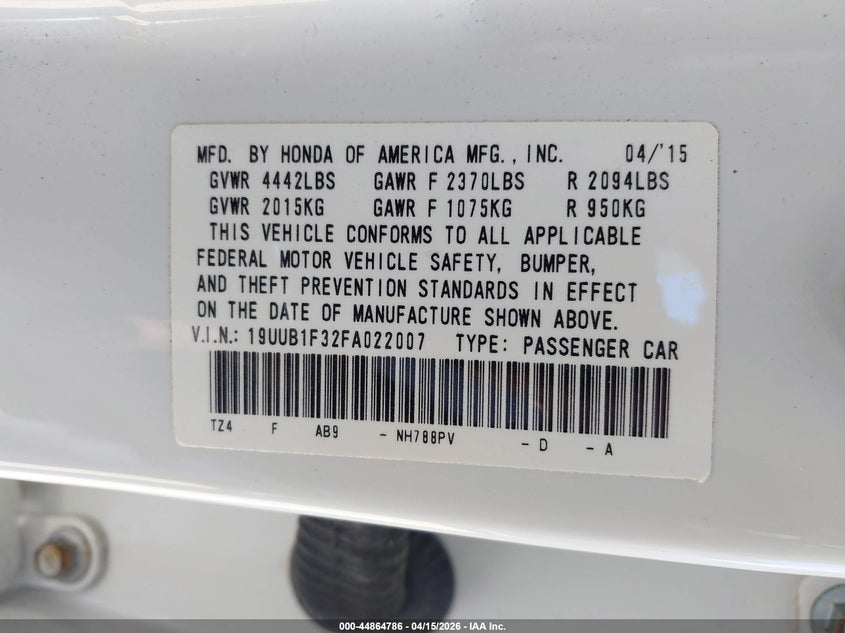 MFD. BY HONDA OF AMERICA MFG., INC. 04/'15
GVWR 4442LBS GAWR F 2370LBS R 2094LBS
GVWR 2015KG GAWR F 1075KG R 950KG
THIS VEHICLE CONFORMS TO ALL APPLICABLE
FEDERAL MOTOR VEHICLE SAFETY, BUMPER,
AND THEFT PREVENTION STANDARDS IN EFFECT
ON THE DATE OF MANUFACTURE SHOWN ABOVE.
V.I.N.: 19UUB1F32FA022007 TYPE: PASSENGER CAR
TZ4 F AB9 - NH788PV - D - A
000-44864786 - 04/15/2026 - IAA Inc.